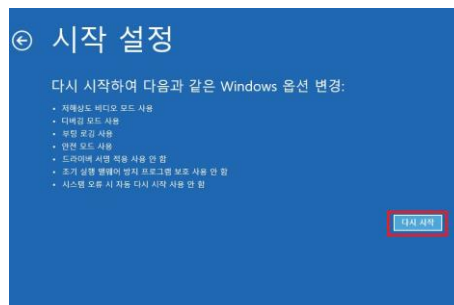 시작 설정
다시 시작하여 다음과 같은 Windows 옵션 변경:
• 저해상도 비디오 모드 사용
• 디버깅 모드 사용
• 부팅 로깅 사용
• 안전 모드 사용
• 드라이버 서명 적용 사용 안 함
• 조기 실행 맬웨어 방지 프로그램 보호 사용 안 함
• 시스템 오류 시 자동 다시 시작 사용 안 함
다시 시작